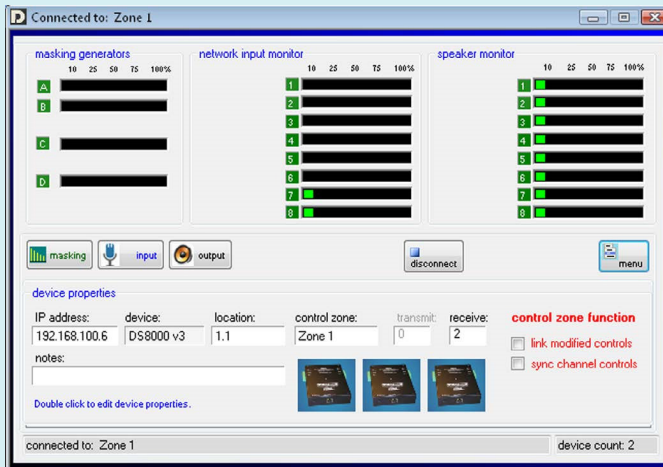 Connected to: Zone 1
masking generators
10 25 50 75 100%
A
B
C
D
network input monitor
10 25 50 75 100%
1
2
3
4
5
6
7
8
speaker monitor
10 25 50 75 100%
1
2
3
4
5
6
7
8
masking input output disconnect menu
device properties
IP address: device: location: control zone: transmit: receive: control zone function
192.168.100.6 DS8000 v3 1.1 Zone 1 0 2 link modified controls
notes: sync channel controls
Double click to edit device properties.
connected to: Zone 1 device count: 2